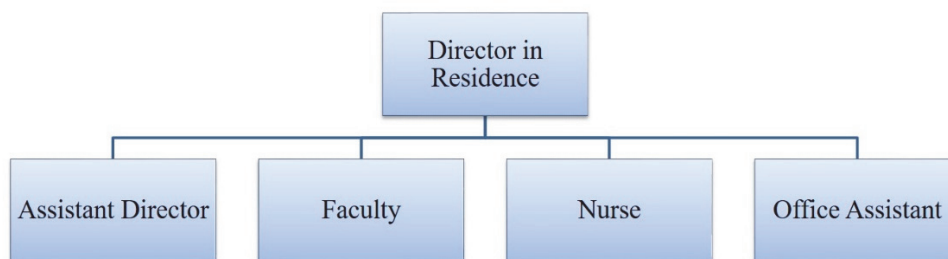 Director in
Residence
Assistant Director
Faculty
Nurse
Office Assistant